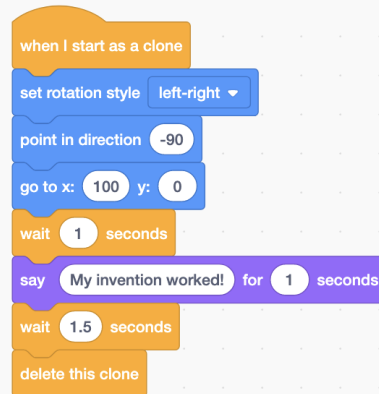 when I start as a clone
set rotation style left-right
point in direction -90
go to x: 100 y: 0
wait 1 seconds
say My invention worked! for 1 seconds
wait 1.5 seconds
delete this clone